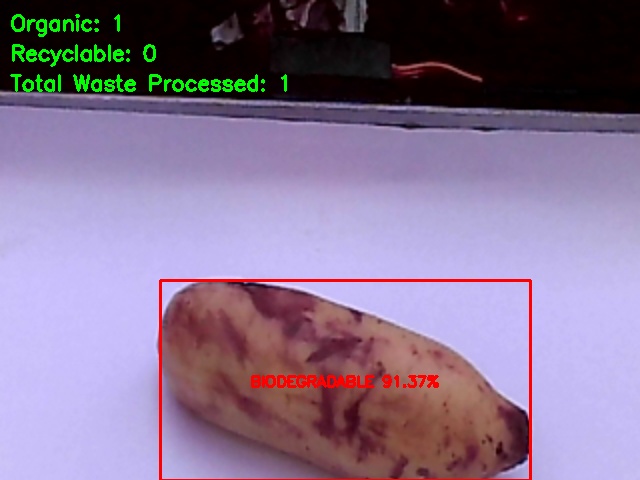 Organic: 1
Recyclable: 0
Total Waste Processed: 1
BIODEGRADABLE 91.37%